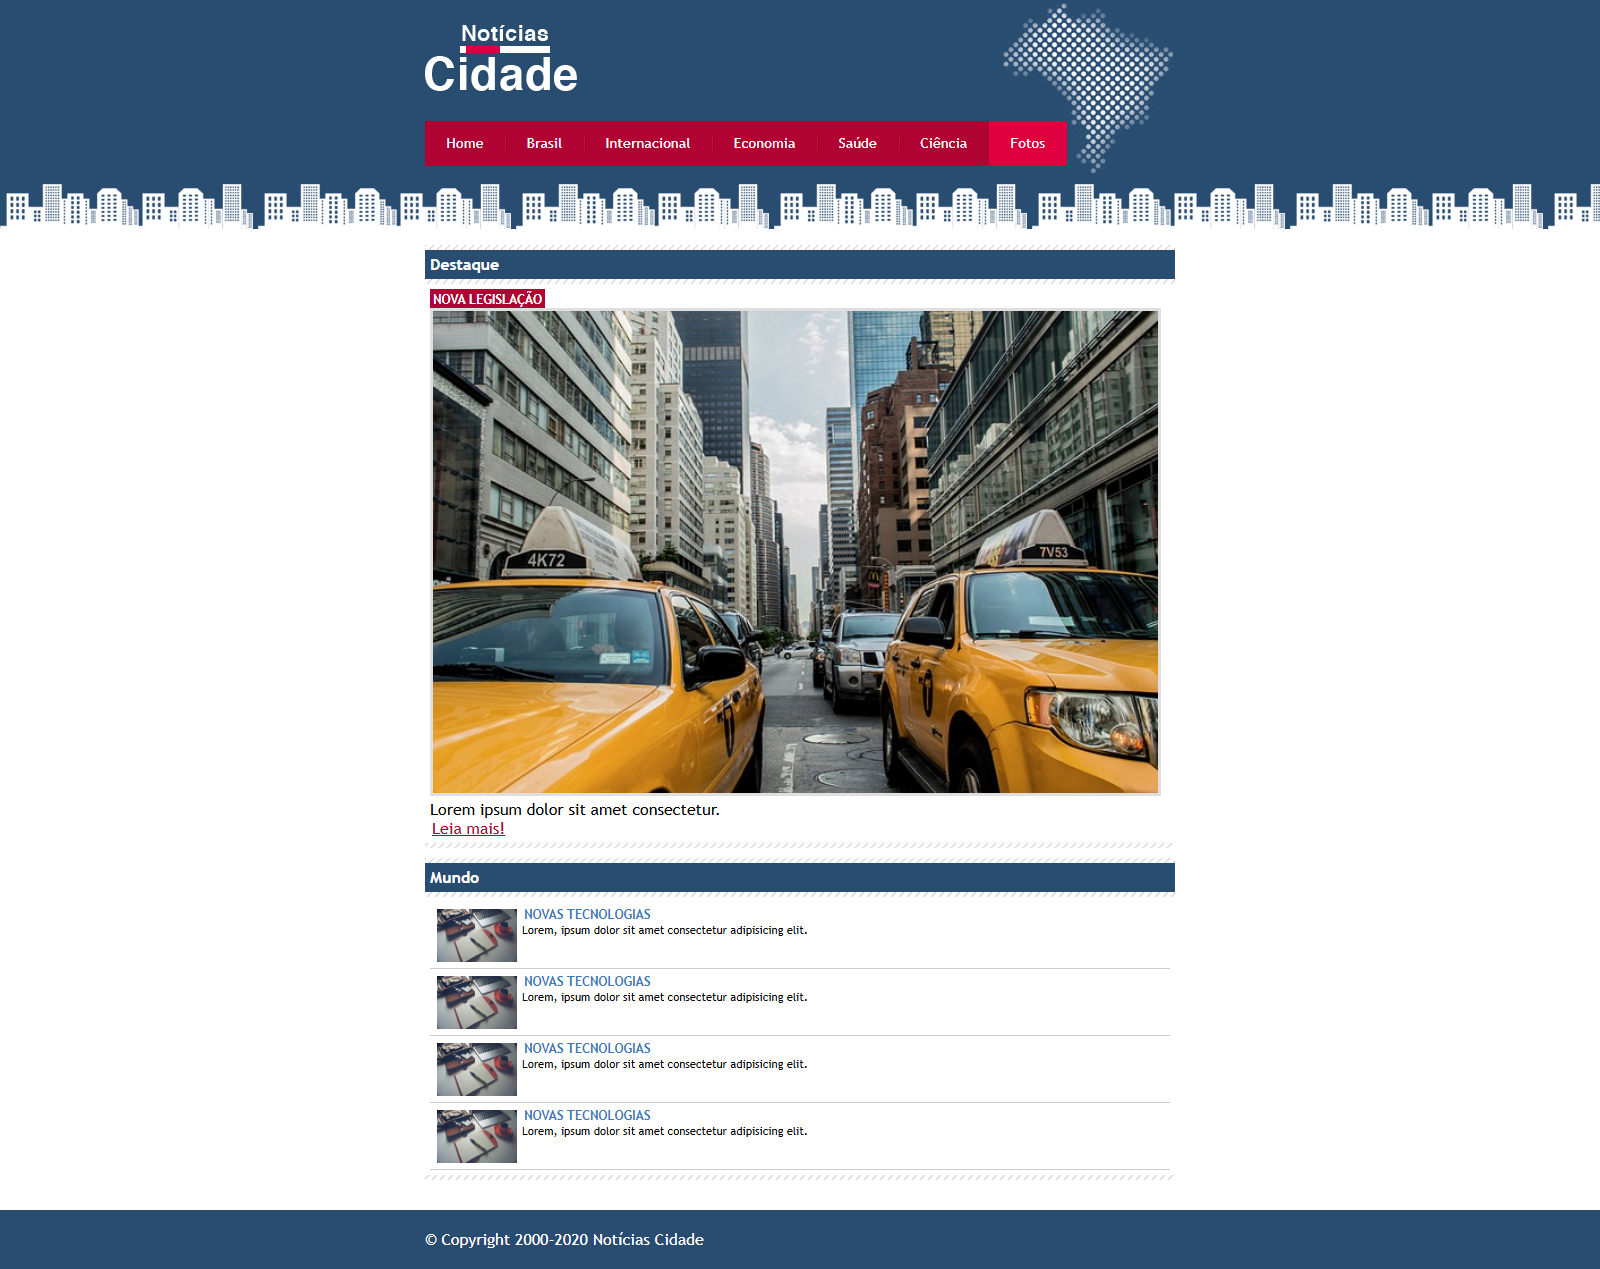 Notícias
Cidade
Home
Brasil
Internacional
Economia
Saúde
Ciência
Fotos
Destaque
NOVA LEGISLAÇÃO
4K72
7V53
Lorem ipsum dolor sit amet consectetur.
Leia mais!
Mundo
NOVAS TECNOLOGIAS
Lorem, ipsum dolor sit amet consectetur adipisicing elit.
NOVAS TECNOLOGIAS
Lorem, ipsum dolor sit amet consectetur adipisicing elit.
NOVAS TECNOLOGIAS
Lorem, ipsum dolor sit amet consectetur adipisicing elit.
NOVAS TECNOLOGIAS
Lorem, ipsum dolor sit amet consectetur adipisicing elit.
© Copyright 2000-2020 Notícias Cidade